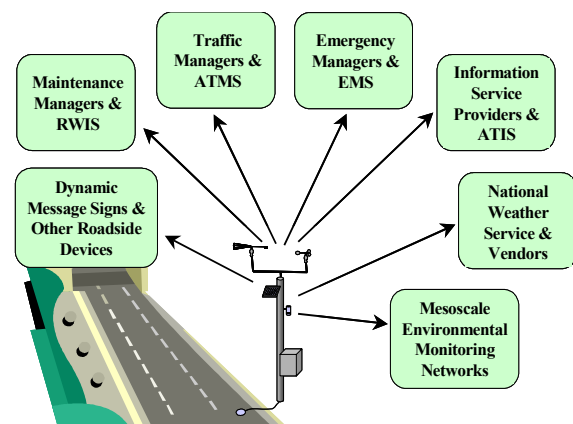 Traffic
Managers &
ATMS
Emergency
Managers &
EMS
Maintenance
Managers &
RWIS
Information
Service
Providers &
ATIS
Dynamic
Message Signs &
Other Roadside
Devices
National
Weather
Service &
Vendors
Mesoscale
Environmental
Monitoring
Networks